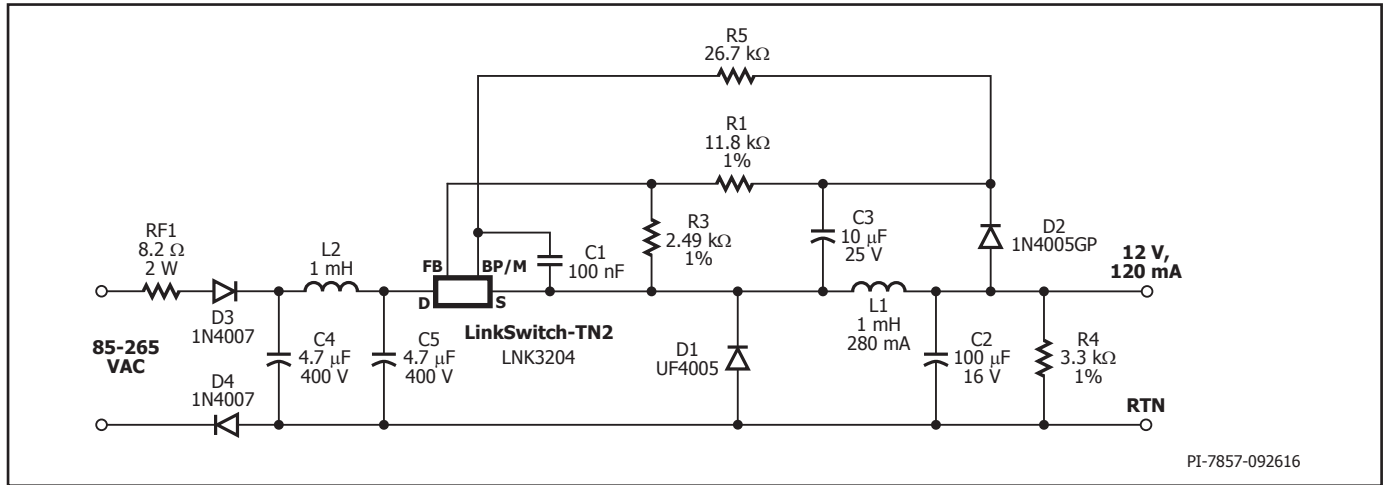 R5
26.7 kΩ
R1
11.8 kΩ
1%
RF1
8.2 Ω
2 W
L2
1 mH
FB
BP/M
C1
100 nF
R3
2.49 kΩ
1%
C3
10 μF
25 V
D2
1N4005GP
12 V,
120 mA
D
S
D3
1N4007
85-265
VAC
C4
4.7 μF
400 V
C5
4.7 μF
400 V
LinkSwitch-TN2
LNK3204
D1
UF4005
L1
1 mH
280 mA
C2
100 μF
16 V
R4
3.3 kΩ
1%
D4
1N4007
RTN
PI-7857-092616